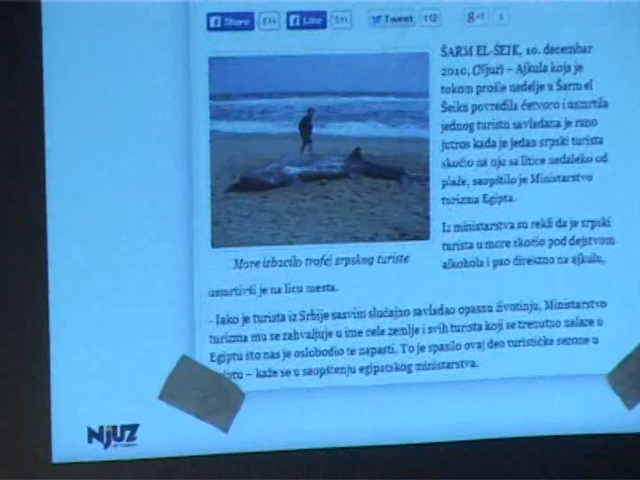 Share
Like
Tweet 112
ŠARM EL-ŠEIK, 10. decembar
2010, (Njuz) – Ajkula koja je
tokom prošle nedelje u Šarm el
Šeiku povredila četvoro i usmrtila
jednog turistu savladana je rano
jutros kada je jedan srpski turista
skočio na nju sa litice nedaleko od
plaže, saopštilo je Ministarstvo
turizma Egipta.
Iz ministarstva su rekli da je srpski
turista u more skočio pod dejstvom
alkohola i pao direktno na ajkulu,
More izbacilo trofej srpskog turiste
usmrtivši je na licu mesta.
- Iako je turista iz Srbije sasvim slučajno savladao opasnu životinju, Ministarstvo
turizma mu se zahvaljuje u ime cele zemlje i svih turista koji se trenutno nalaze u
Egiptu što nas je oslobodio te napasti. To je spasilo ovaj deo turističke sezone u
– kaže se u saopštenju egipatskog ministarstva.
NJUZ